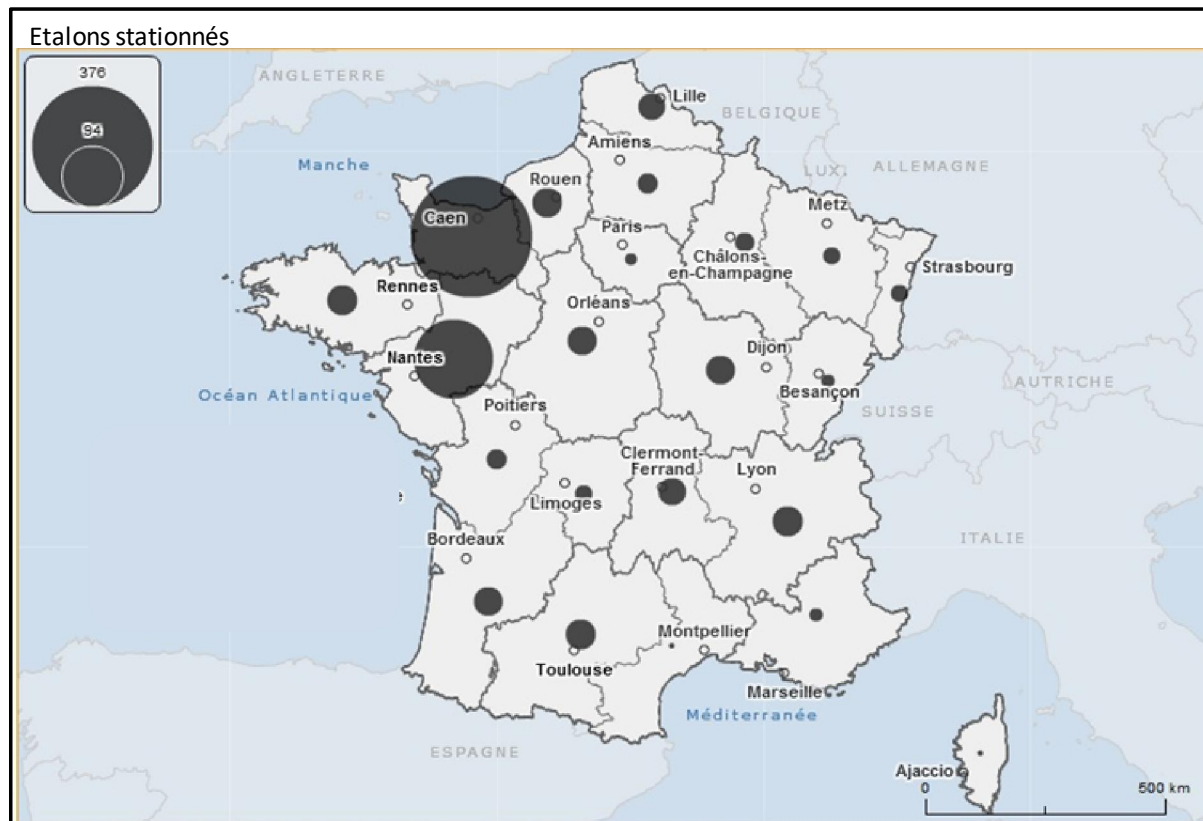 Etalons stationnés
376
94
ANGLETERRE
Lille
BELGIQUE
Amiens
Manche
LUX.
ALLEMAGNE
Rouen
Metz
Caen
Paris
Châlons-
en-Champagne
Strasbourg
Rennes
Orléans
Nantes
Dijon
Océan Atlantique
Besançon
AUTRICHE
Poitiers
SUISSE
Clermont-
Ferrand
Lyon
Limoges
Bordeaux
ITALIE
Montpellier
Toulouse
Marseille
Méditerranée
ESPAGNE
Ajaccio
0
500 km